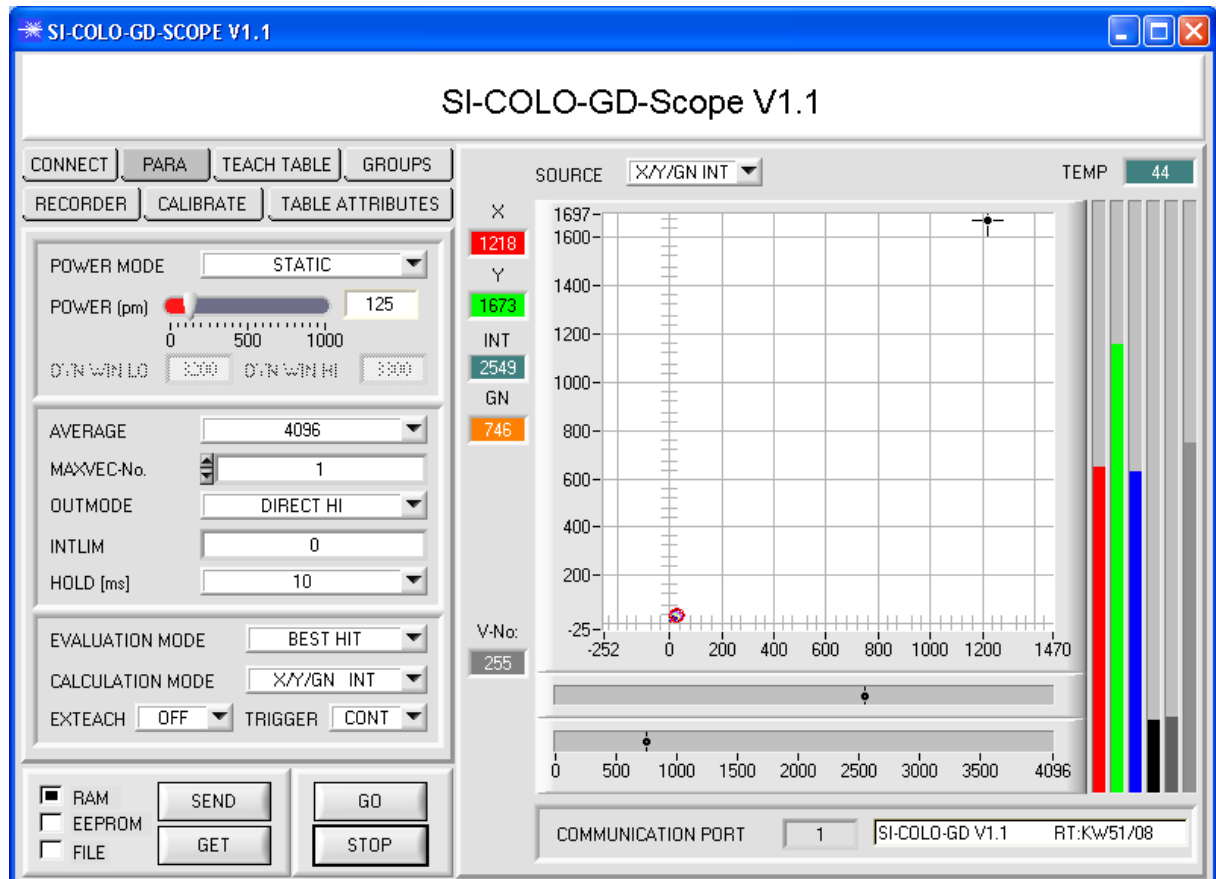 SI-COLO-GD-SCOPE V1.1
SI-COLO-GD-Scope V1.1
CONNECT PARA TEACH TABLE GROUPS
RECORDER CALIBRATE TABLE ATTRIBUTES
POWER MODE STATIC
POWER (pm) 125
0 500 1000
DYN WIN LO DYN WIN HI
AVERAGE 4096
MAXVEC-No. 1
OUTMODE DIRECT HI
INTLIM 0
HOLD [ms] 10
EVALUATION MODE BEST HIT
CALCULATION MODE X/Y/GN INT
EXTEACH OFF TRIGGER CONT
RAM
EEPROM
FILE
SEND
GET
GO
STOP
SOURCE X/Y/GN INT
TEMP 44
X
1218
Y
1673
INT
2549
GN
746
V-No:
255
1697
1600
1400
1200
1000
800
600
400
200
-25
-252 0 200 400 600 800 1000 1200 1470
0 500 1000 1500 2000 2500 3000 3500 4096
COMMUNICATION PORT 1 SI-COLO-GD V1.1 RT:KW51/08